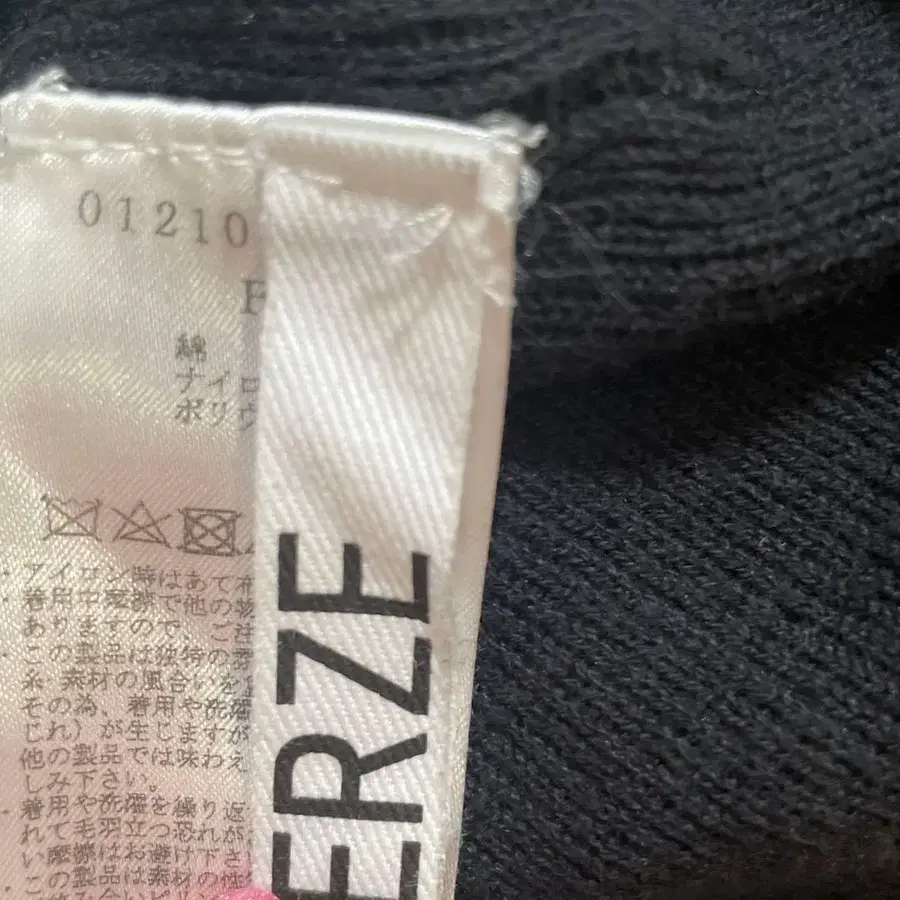 01210
F
綿
ナイロ
ポリウ
・アイロン時はあて布
・着用中摩擦で他の物
ありますので、ご注
・この製品は独特の雰
糸、素材の風合いを
その為、着用や洗濯
じれ）が生じますが
他の製品では味わえ
しみ下さい。
・着用や洗濯を繰り返
れて毛羽立つ恐れが
い摩擦はお避け下さ
・この製品は素材の性
ERZE